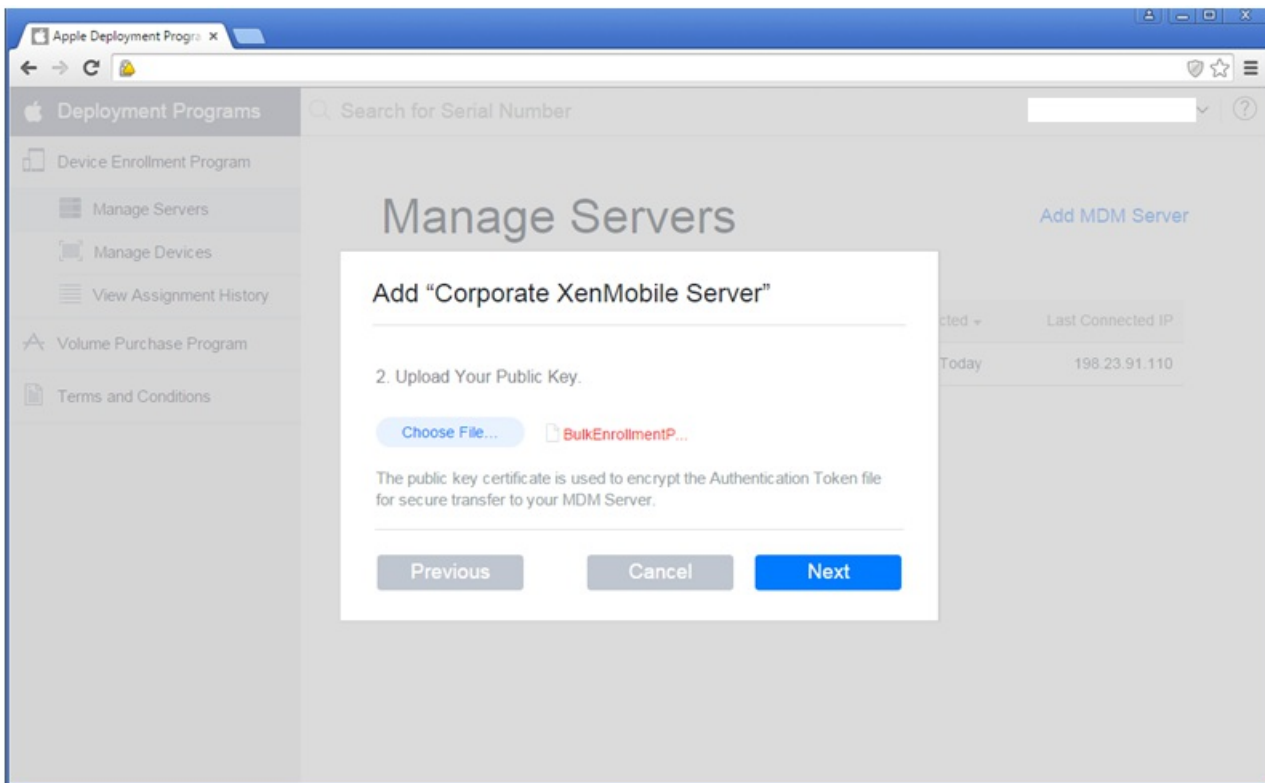 Apple Deployment Progra
Deployment Programs
Search for Serial Number
Device Enrollment Program
Manage Servers
Manage Devices
View Assignment History
Volume Purchase Program
Terms and Conditions
Manage Servers
Add MDM Server
cted
Last Connected IP
Today
198.23.91.110
Add “Corporate XenMobile Server”
2. Upload Your Public Key.
Choose File...
BulkEnrollmentP...
The public key certificate is used to encrypt the Authentication Token file
for secure transfer to your MDM Server.
Previous
Cancel
Next